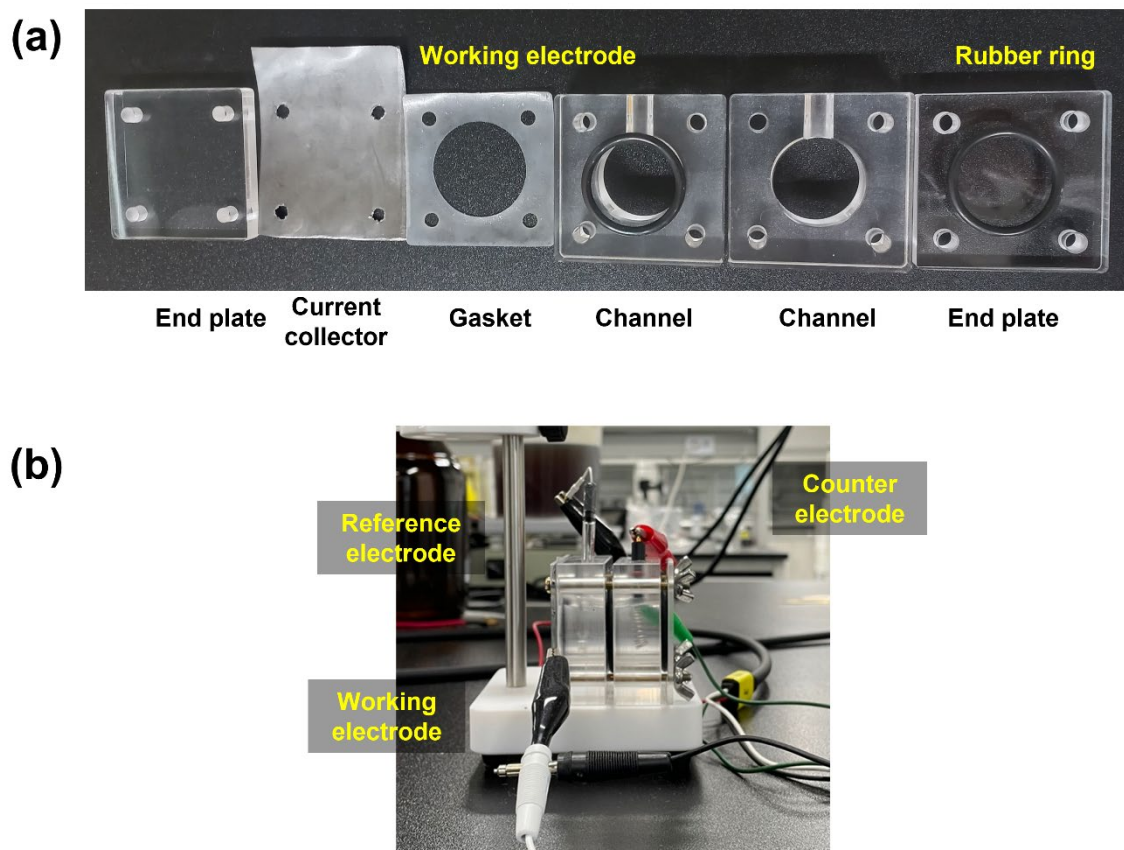 (a)
Working electrode
Rubber ring
End plate
Current
collector
Gasket
Channel
Channel
End plate
(b)
Reference
electrode
Counter
electrode
Working
electrode